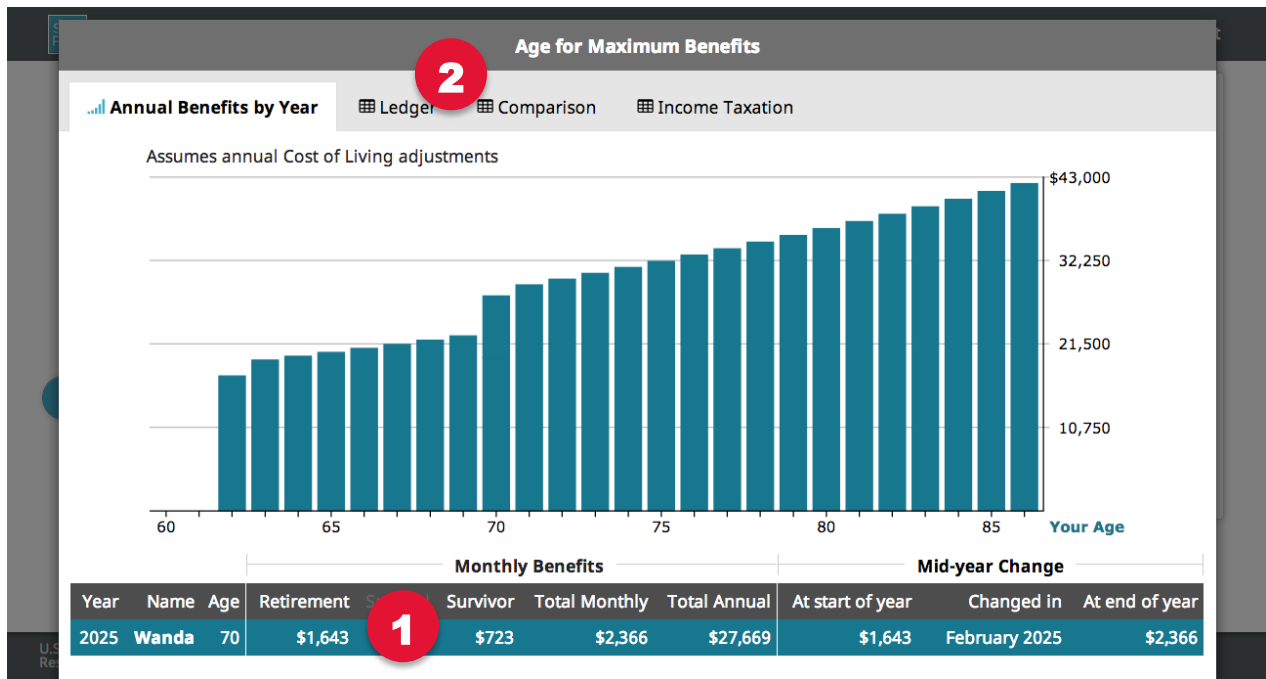 Age for Maximum Benefits
2
Annual Benefits by Year
Ledger
Comparison
Income Taxation
Assumes annual Cost of Living adjustments
$43,000
32,250
21,500
10,750
60 65 70 75 80 85 Your Age
Monthly Benefits Mid-year Change
Year Name Age Retirement Survivor Total Monthly Total Annual At start of year Changed in At end of year
2025 Wanda 70 $1,643 $723 $2,366 $27,669 $1,643 February 2025 $2,366
1
U.S
Res